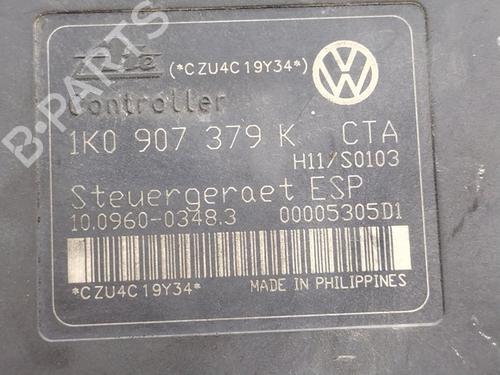 Ate (*CZU4C19Y34*)
Controller
1K0 907 379 K CTA
H11/S0103
Steuergeraet ESP
10.0960-0348.3 00005305D1
*CZU4C19Y34* MADE IN PHILIPPINES
B-PARTS